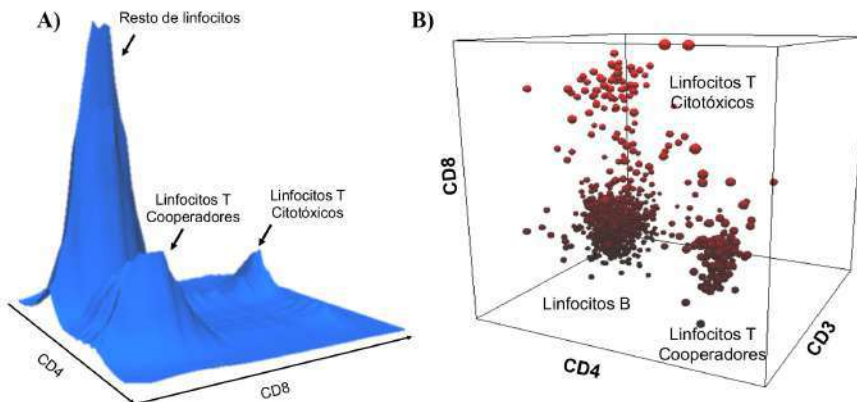 A)
Resto de linfocitos
Linfocitos T
Cooperadores
Linfocitos T
Citotóxicos
CD4
CD8
B)
Linfocitos T
Citotóxicos
CD8
Linfocitos B
Linfocitos T
Cooperadores
CD4
CD3